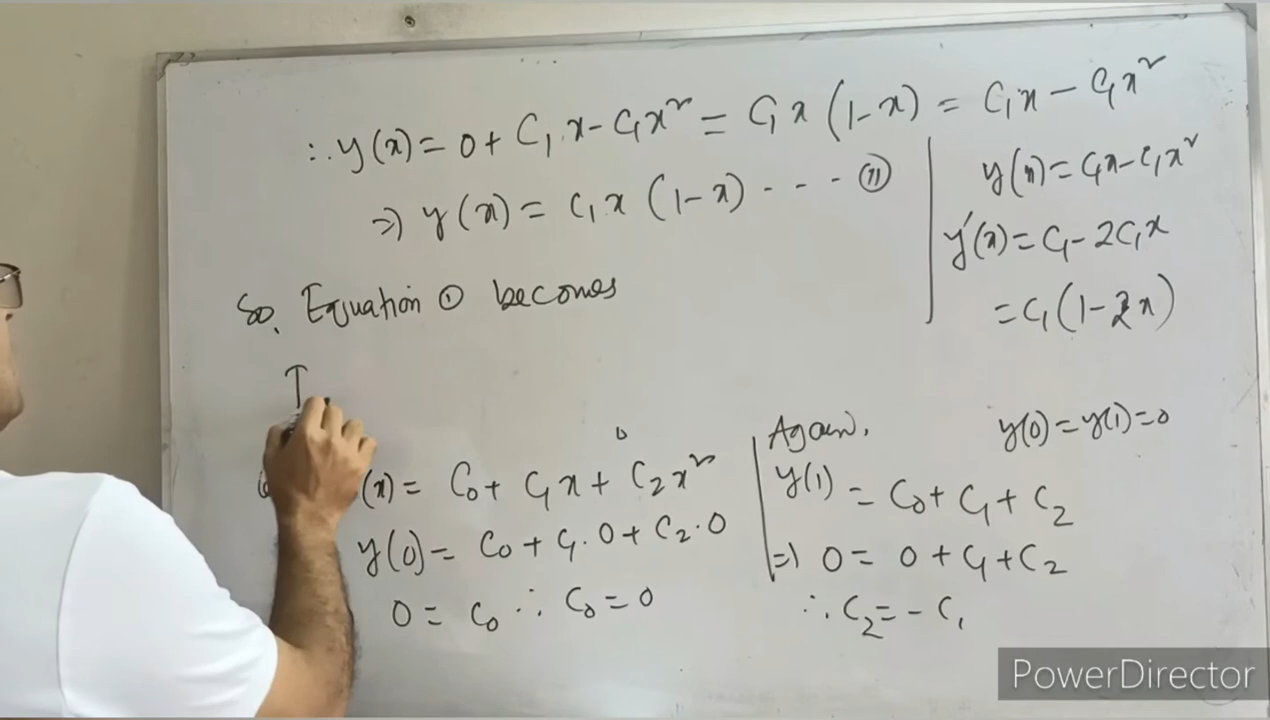 ∴ y(x) = 0 + C₁.x - C₁x² = C₁x (1-x) = C₁x - C₁x²
⇒ y(x) = C₁x (1-x) - - - (11)
y(x) = C₁x - C₁x²
y'(x) = C₁ - 2C₁x
= C₁(1-2x)
So, Equation ① becomes
I
(x) = C₀ + C₁x + C₂x²
y(0) = C₀ + C₁.0 + C₂.0
0 = C₀ ∴ C₀ = 0
Again, y(0) = y(1) = 0
y(1) = C₀ + C₁ + C₂
⇒ 0 = 0 + C₁ + C₂
∴ C₂ = - C₁
PowerDirector